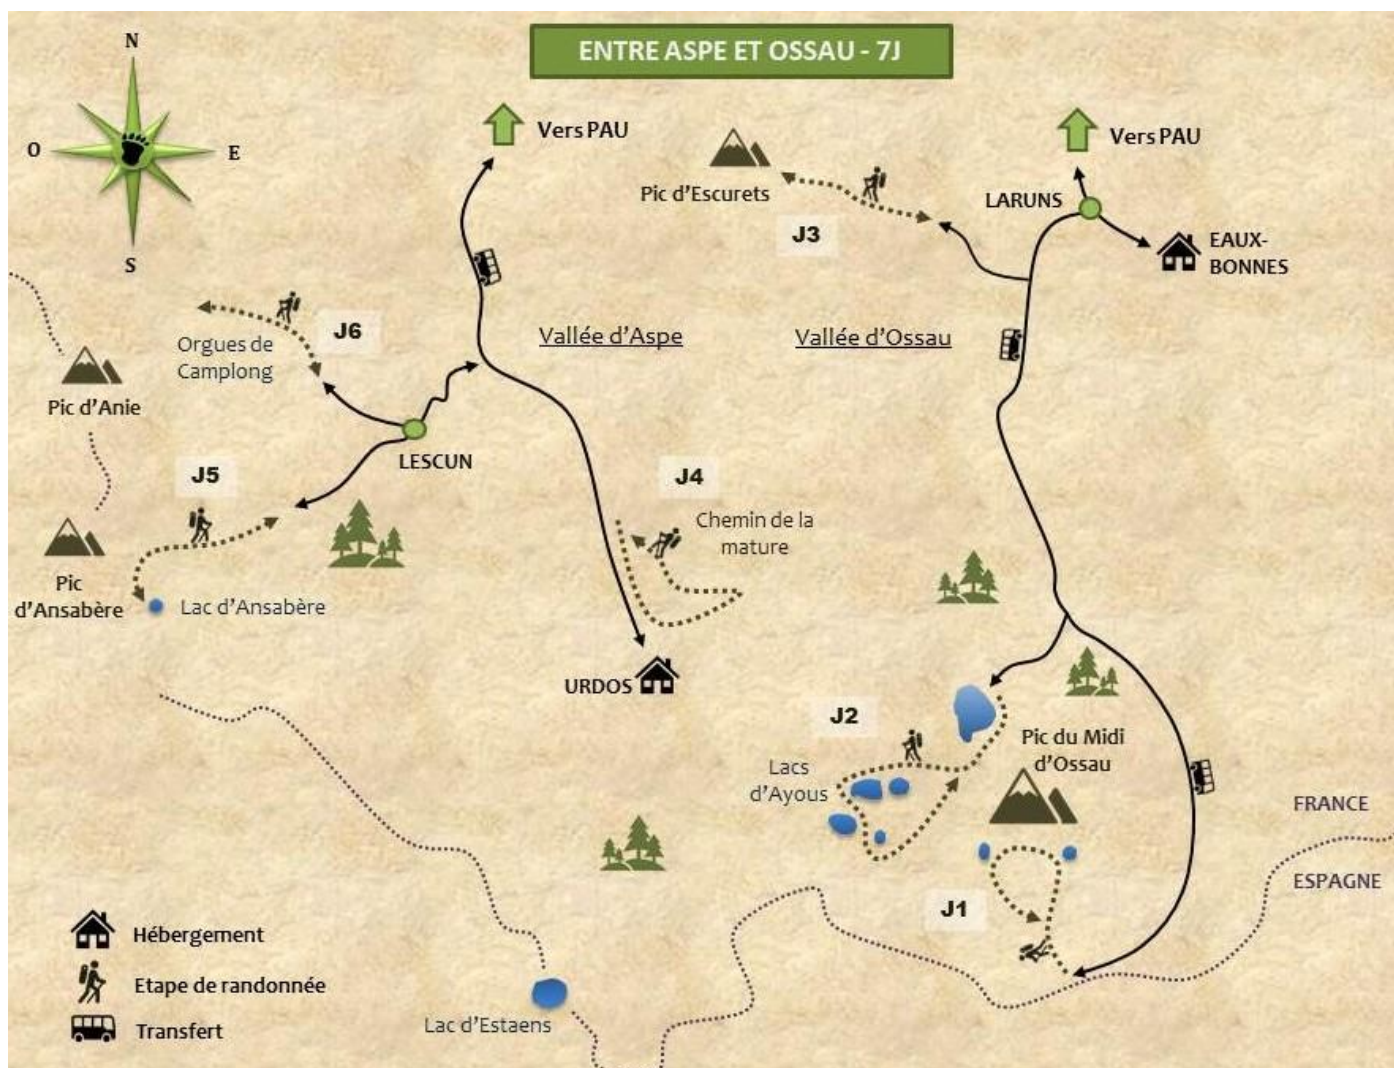 ENTRE ASPE ET OSSAU - 7J
N
O
E
S
Vers PAU
Vers PAU
Pic d'Escurets
LARUNS
J3
EAUX-
BONNES
J6
Vallée d'Aspe
Vallée d'Ossau
Orgues de
Camplong
Pic d'Anie
LESCUN
J5
J4
Chemin de la
mature
Pic
d'Ansabère
Lac d'Ansabère
URDOS
J2
Pic du Midi
d'Ossau
Lacs
d'Ayous
FRANCE
ESPAGNE
J1
Hébergement
Etape de randonnée
Transfert
Lac d'Estaens